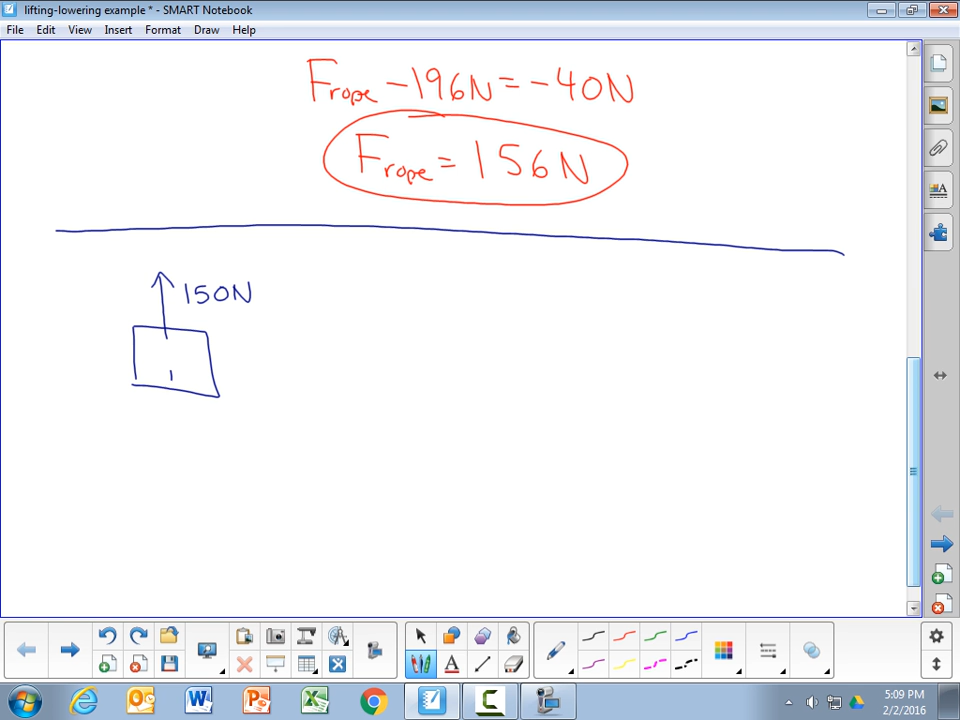 lifting-lowering example * - SMART Notebook
File Edit View Insert Format Draw Help
Frope -196N = -40N
Frope = 156N
150N
5:09 PM
2/2/2016